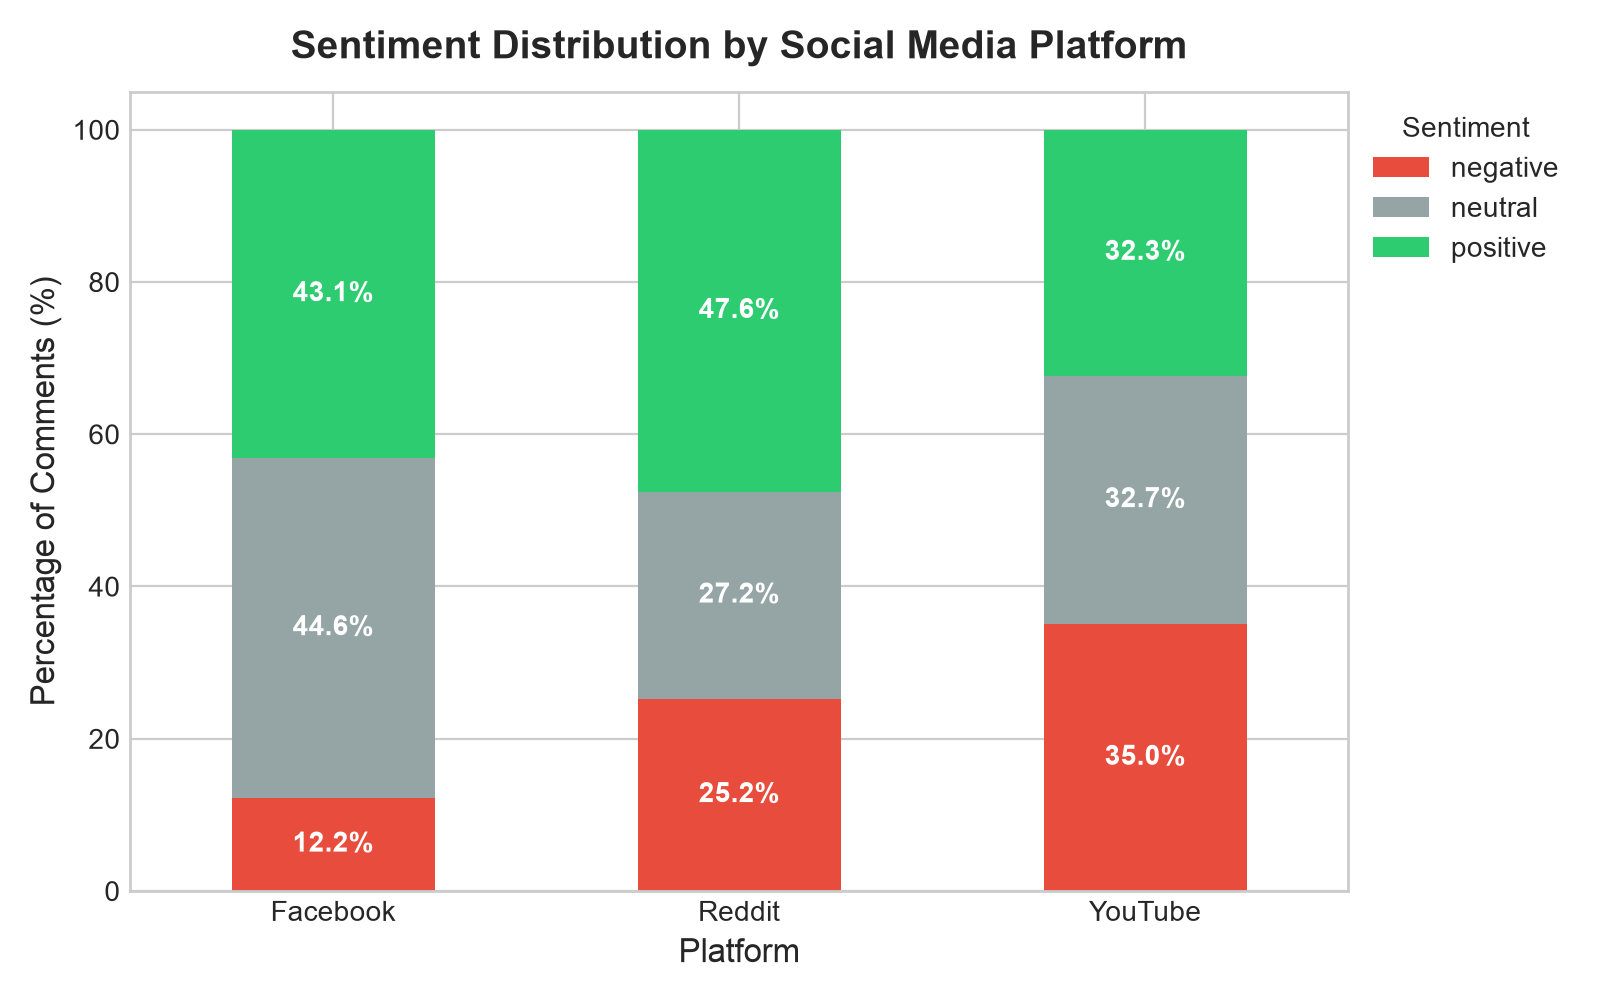 Sentiment Distribution by Social Media Platform
Percentage of Comments (%)
100
80
60
40
20
0
43.1%
44.6%
12.2%
47.6%
27.2%
25.2%
32.3%
32.7%
35.0%
Facebook
Reddit
YouTube
Platform
Sentiment
negative
neutral
positive